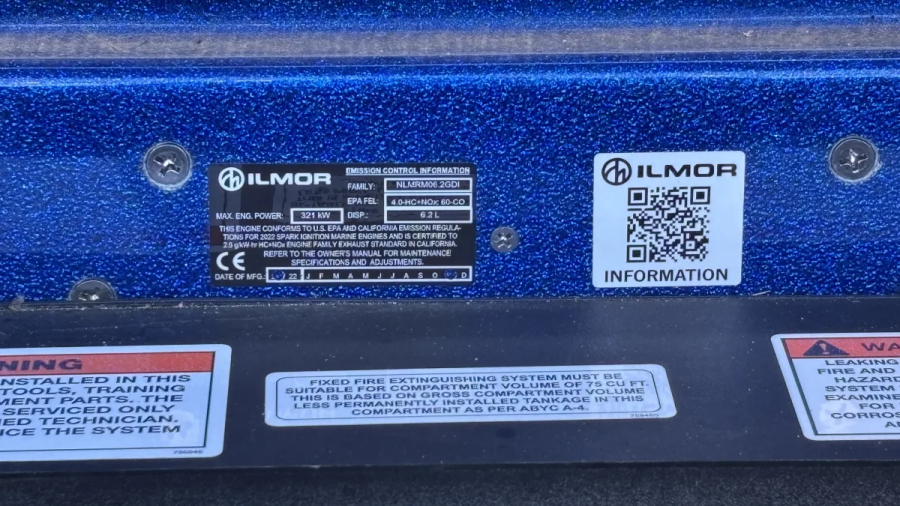 ILMOR
EMISSION CONTROL INFORMATION
FAMILY: NLMRM06.2GDI
EPA FEL: 4.0-HC+NOx; 60-CO
MAX. ENG. POWER: 321 kW DISP.: 6.2 L
THIS ENGINE CONFORMS TO U.S. EPA AND CALIFORNIA EMISSION REGULA-
TIONS FOR 2022 SPARK IGNITION MARINE ENGINES AND IS CERTIFIED TO
2.9 g/kW-hr HC+NOx ENGINE FAMILY EXHAUST STANDARD IN CALIFORNIA.
REFER TO THE OWNER'S MANUAL FOR MAINTENANCE
SPECIFICATIONS AND ADJUSTMENTS.
CE
DATE OF MFG.: 22 J F M A M J J A S O D
ILMOR
INFORMATION
NING
NSTALLED IN THIS
TOOLS, TRAINING
MENT PARTS. THE
SERVICED ONLY
ED TECHNICIAN.
ICE THE SYSTEM
FIXED FIRE EXTINGUISHING SYSTEM MUST BE
SUITABLE FOR COMPARTMENT VOLUME OF 75 CU FT.
THIS IS BASED ON GROSS COMPARTMENT VOLUME
LESS PERMANENTLY INSTALLED TANKAGE IN THIS
COMPARTMENT AS PER ABYC A-4.
WA
LEAKING
FIRE AND
HAZARD
SYSTEM
EXAMINE
FOR
CORROS
AN